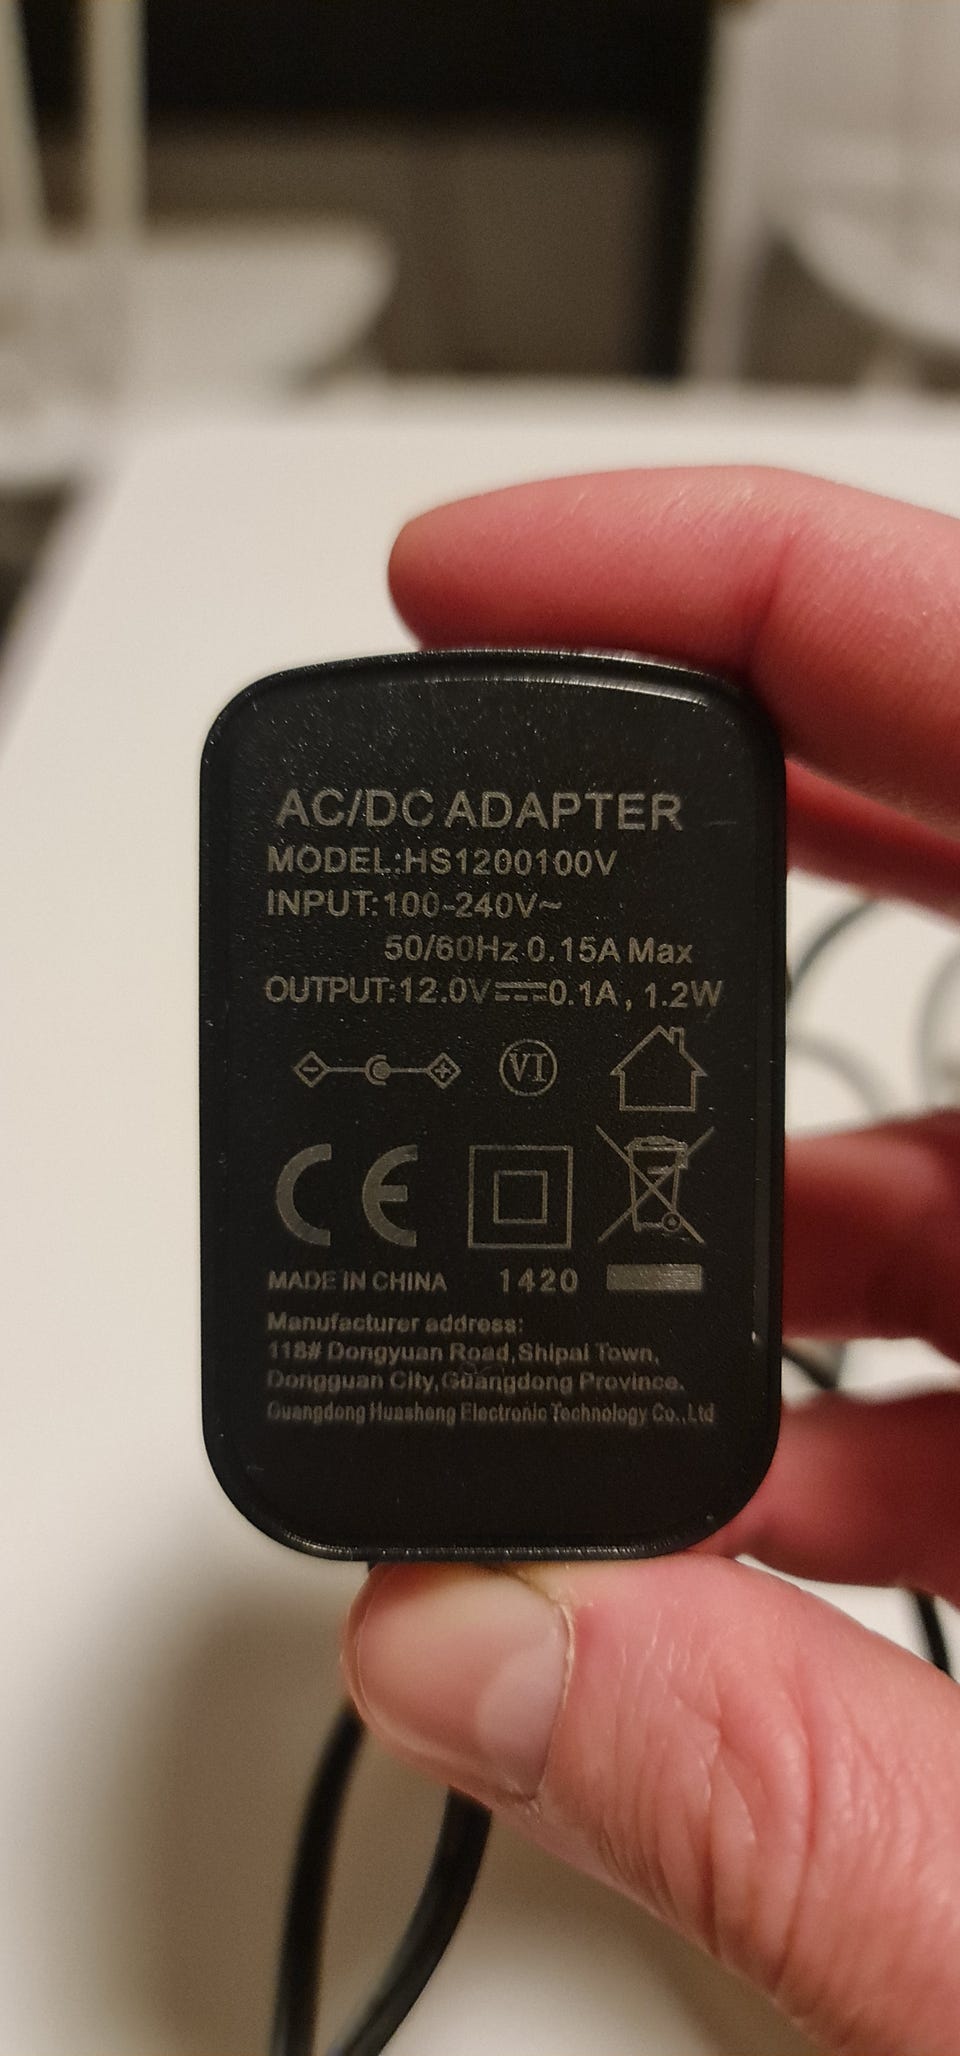 AC/DC ADAPTER
MODEL:HS1200100V
INPUT:100-240V~
50/60Hz 0.15A Max
OUTPUT:12.0V⎓0.1A, 1.2W
- +
VI
CE
MADE IN CHINA 1420
Manufacturer address:
118# Dongyuan Road,Shipai Town,
Dongguan City,Guangdong Province.
Guangdong Huasheng Electronic Technology Co.,Ltd